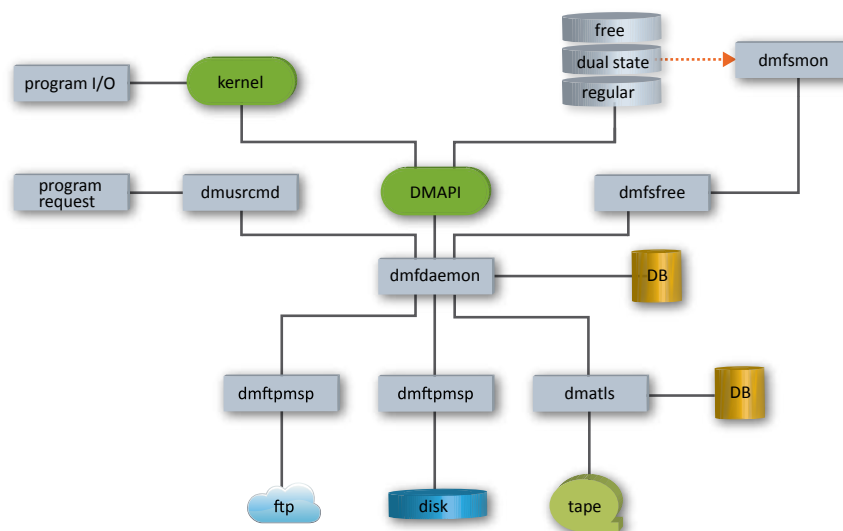 free
dual state
dmfsmon
program I/O
kernel
regular
program
request
dmusrcmd
DMAPI
dmfsfree
dmfdaemon
DB
dmftpmsp
dmftpmsp
dmatls
DB
ftp
disk
tape